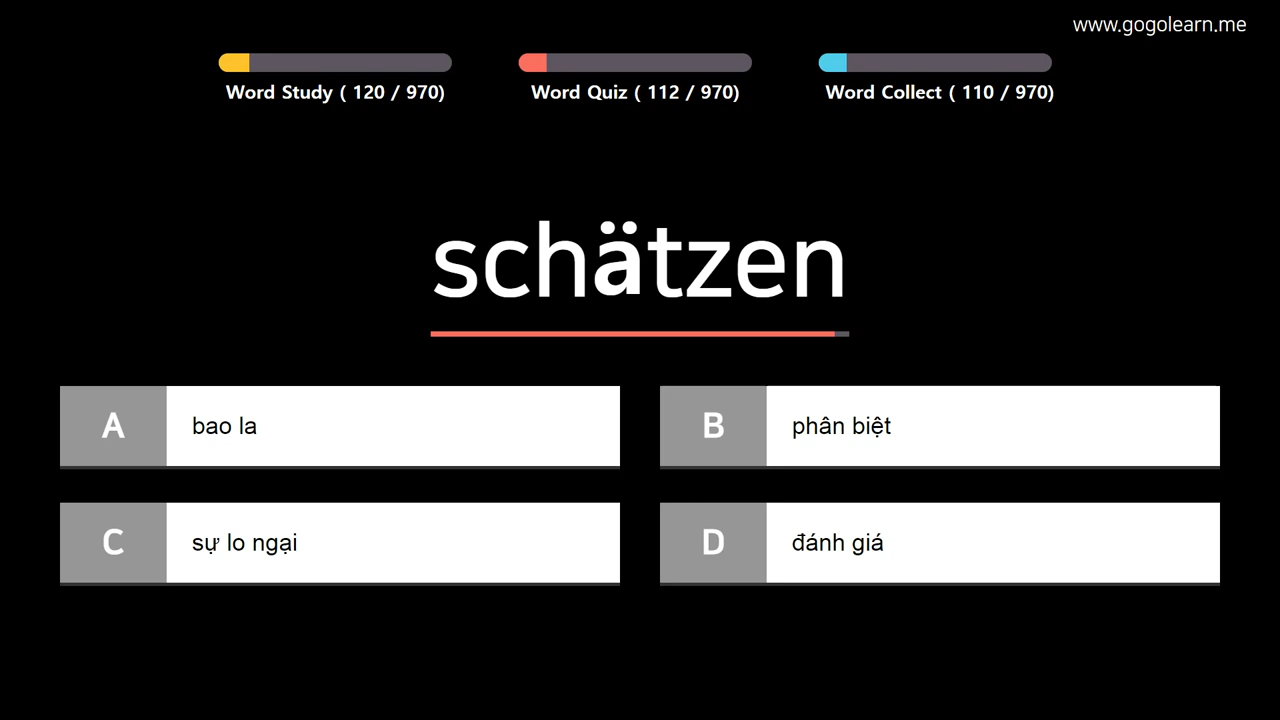 www.gogolearn.me
Word Study ( 120 / 970)
Word Quiz ( 112 / 970)
Word Collect ( 110 / 970)
schätzen
A bao la
B phân biệt
C sự lo ngại
D đánh giá